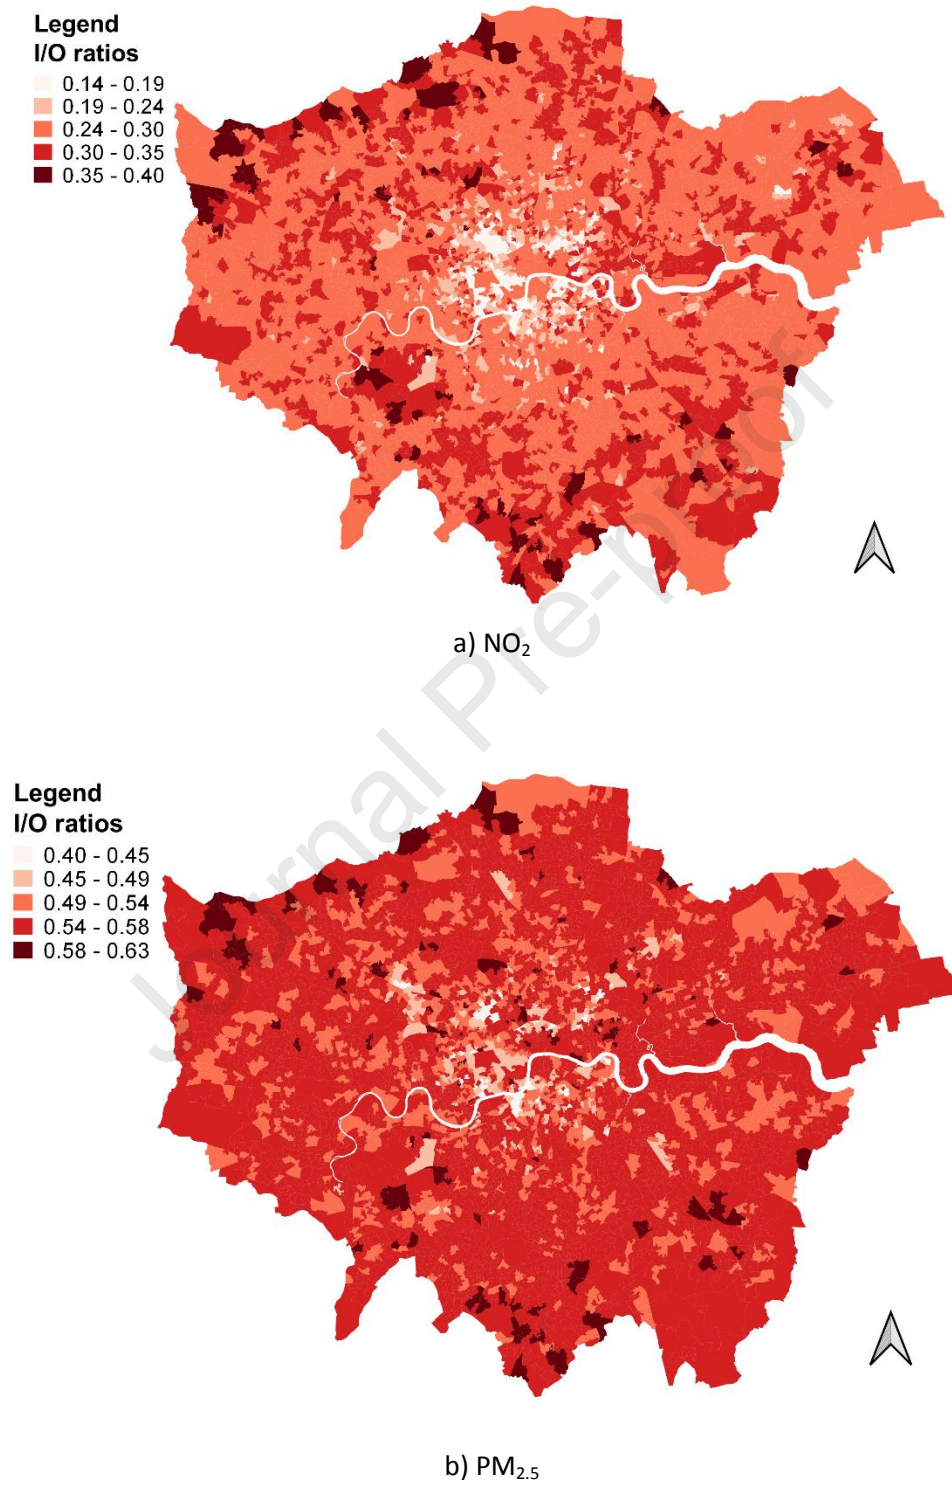 Legend
I/O ratios
0.14 - 0.19
0.19 - 0.24
0.24 - 0.30
0.30 - 0.35
0.35 - 0.40
a) NO₂
Journal Pre-proof
Legend
I/O ratios
0.40 - 0.45
0.45 - 0.49
0.49 - 0.54
0.54 - 0.58
0.58 - 0.63
b) PM₂.₅